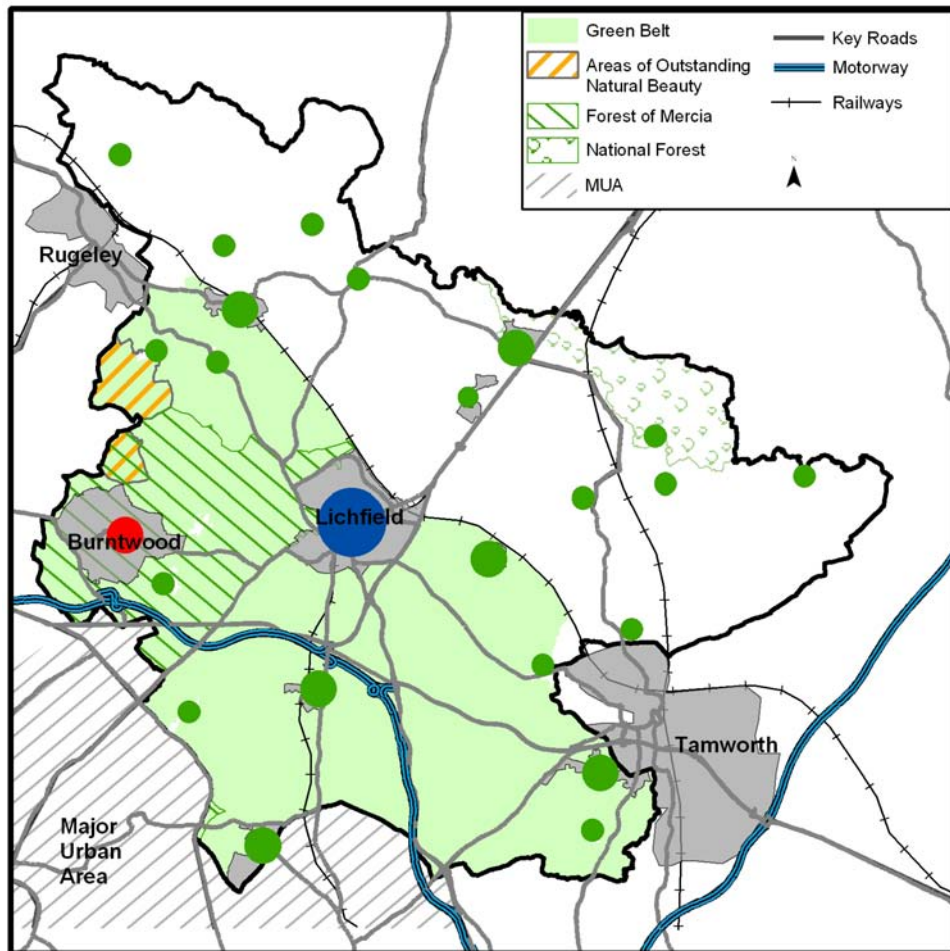 Green Belt
Areas of Outstanding
Natural Beauty
Forest of Mercia
National Forest
MUA
Key Roads
Motorway
Railways
N
Rugeley
Lichfield
Burntwood
Tamworth
Major
Urban
Area